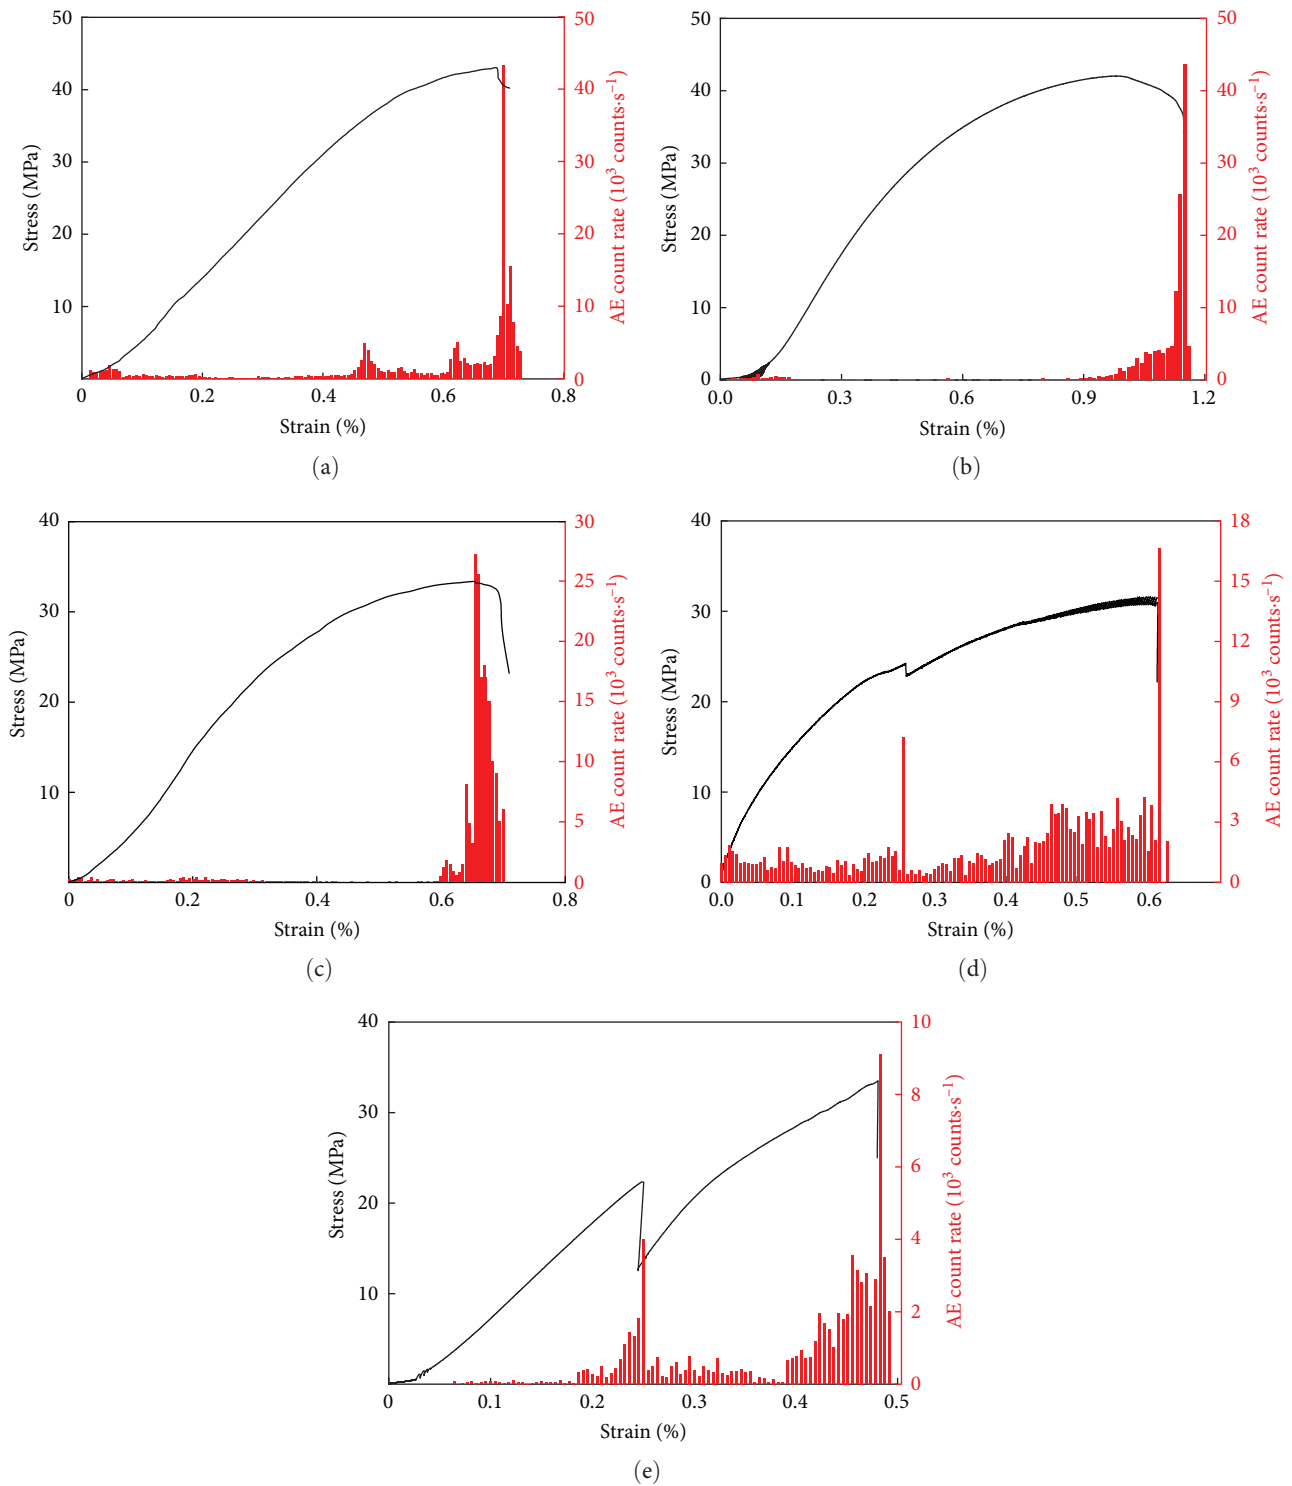 50
40
30
20
10
0
Stress (MPa)
0 0.2 0.4 0.6 0.8
Strain (%)
50
40
30
20
10
0
AE count rate (10³ counts·s⁻¹)
(a)
50
40
30
20
10
0
Stress (MPa)
0.0 0.3 0.6 0.9 1.2
Strain (%)
50
40
30
20
10
0
AE count rate (10³ counts·s⁻¹)
(b)
40
30
20
10
0
Stress (MPa)
0 0.2 0.4 0.6 0.8
Strain (%)
30
25
20
15
10
5
0
AE count rate (10³ counts·s⁻¹)
(c)
40
30
20
10
0
Stress (MPa)
0.0 0.1 0.2 0.3 0.4 0.5 0.6
Strain (%)
18
15
12
9
6
3
0
AE count rate (10³ counts·s⁻¹)
(d)
40
30
20
10
Stress (MPa)
0 0.1 0.2 0.3 0.4 0.5
Strain (%)
10
8
6
4
2
0
AE count rate (10³ counts·s⁻¹)
(e)